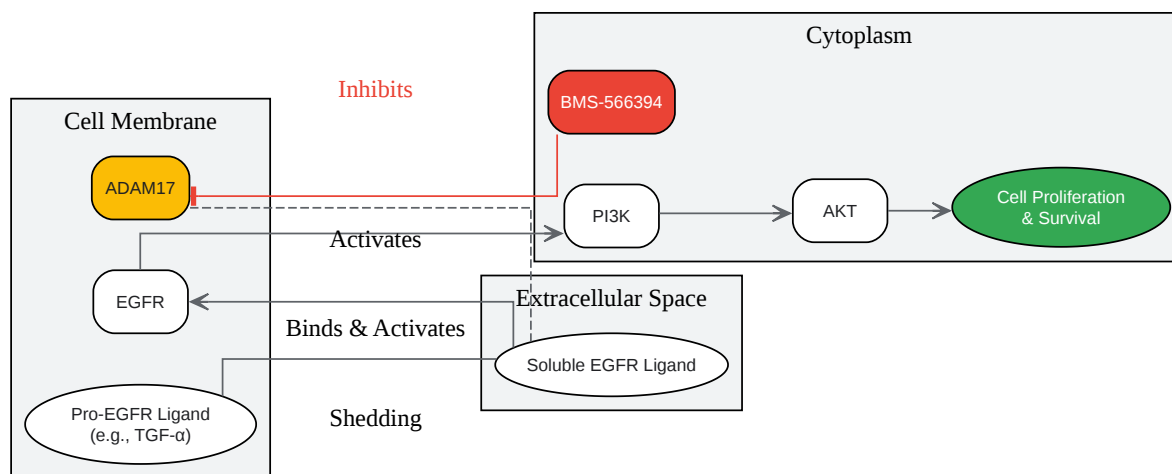 Cytoplasm
Inhibits
BMS-566394
Cell Membrane
ADAM17
PI3K
AKT
Cell Proliferation
& Survival
Activates
EGFR
Extracellular Space
Binds & Activates
Soluble EGFR Ligand
Pro-EGFR Ligand
(e.g., TGF-α)
Shedding